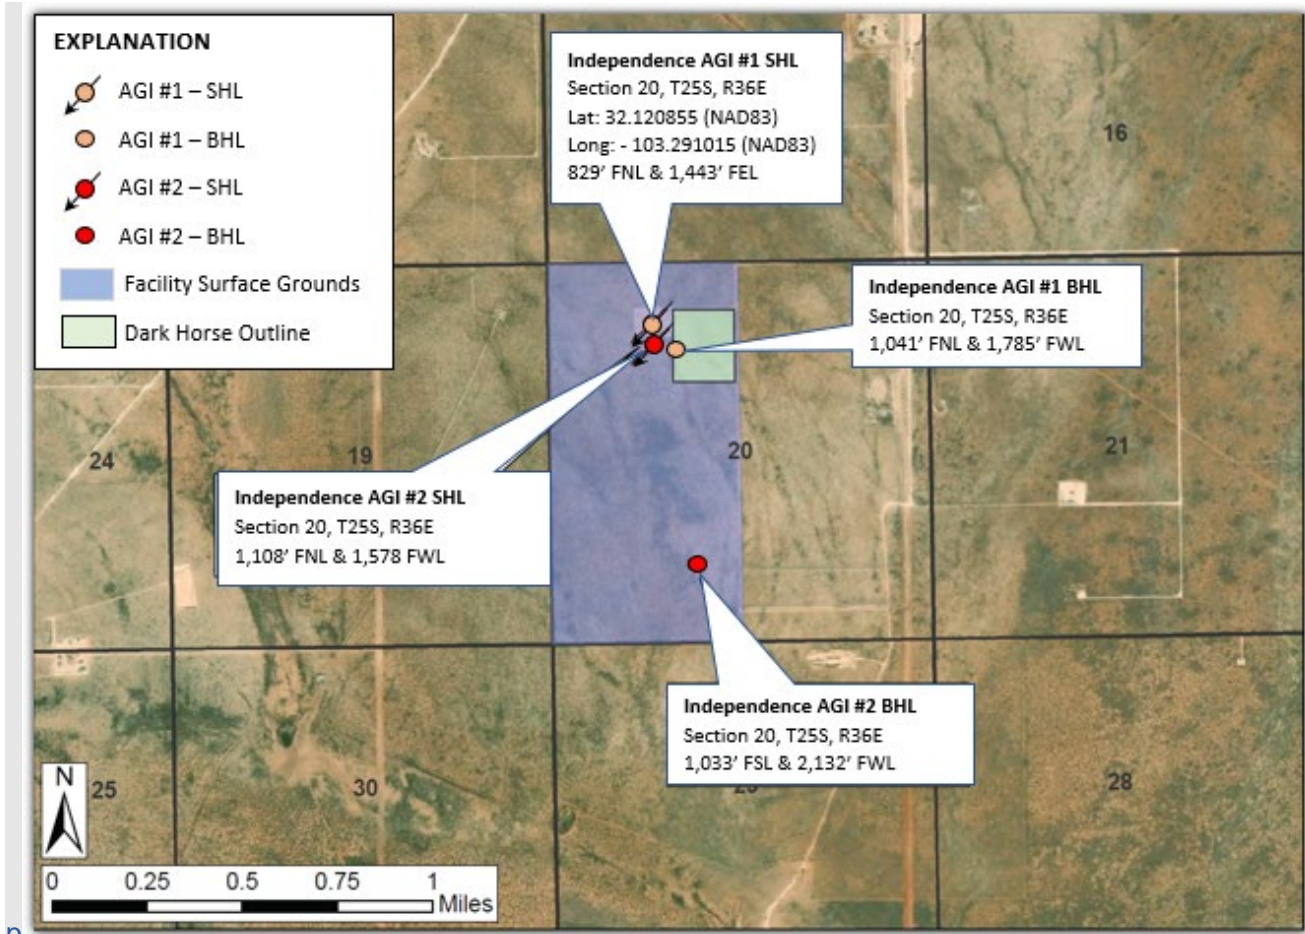 EXPLANATION
AGI #1 – SHL
AGI #1 – BHL
AGI #2 – SHL
AGI #2 – BHL
Facility Surface Grounds
Dark Horse Outline
Independence AGI #1 SHL
Section 20, T25S, R36E
Lat: 32.120855 (NAD83)
Long: - 103.291015 (NAD83)
829' FNL & 1,443' FEL
16
Independence AGI #1 BHL
Section 20, T25S, R36E
1,041' FNL & 1,785' FWL
24
19
20
21
Independence AGI #2 SHL
Section 20, T25S, R36E
1,108' FNL & 1,578 FWL
Independence AGI #2 BHL
Section 20, T25S, R36E
1,033' FSL & 2,132' FWL
N
25
30
28
0 0.25 0.5 0.75 1
Miles